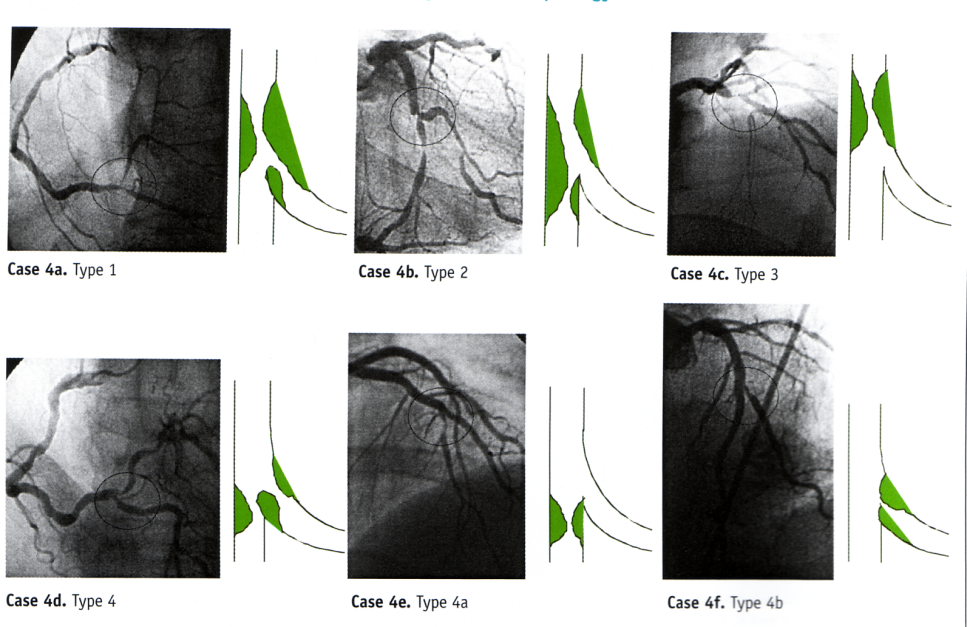 Case 4a. Type 1
Case 4b. Type 2
Case 4c. Type 3
Case 4d. Type 4
Case 4e. Type 4a
Case 4f. Type 4b